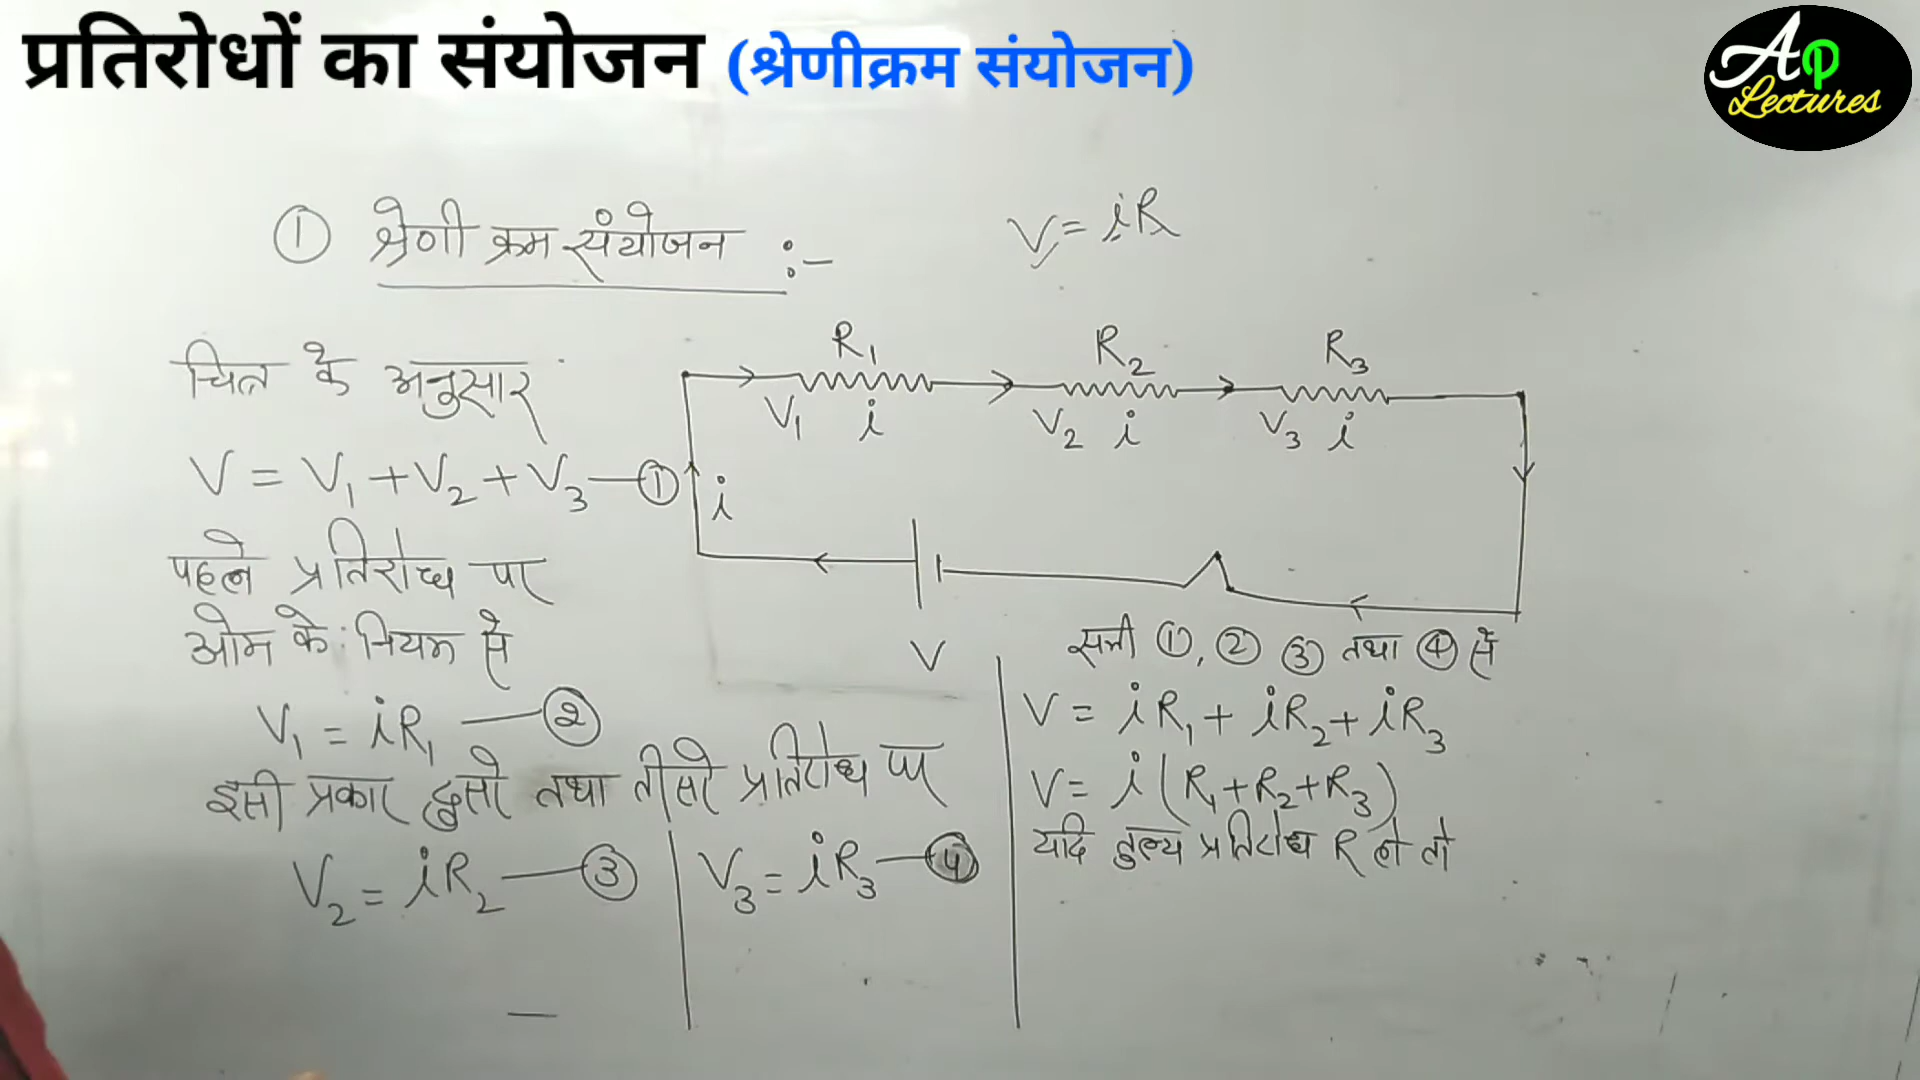 प्रतिरोधों का संयोजन (श्रेणीक्रम संयोजन)
Ap Lectures
① श्रेणी क्रम संयोजन :-
V = iR
चित्र के अनुसार
V = V₁ + V₂ + V₃ — ①
R₁ R₂ R₃
V₁ i V₂ i V₃ i
i
V
पहले प्रतिरोध पर
ओम के नियम से
V₁ = iR₁ — ②
इसी प्रकार दूसरे तथा तीसरे प्रतिरोध पर
V₂ = iR₂ — ③
V₃ = iR₃ — ④
समी ①, ② ③ तथा ④ से
V = iR₁ + iR₂ + iR₃
V = i(R₁+R₂+R₃)
यदि तुल्य प्रतिरोध R हो तो